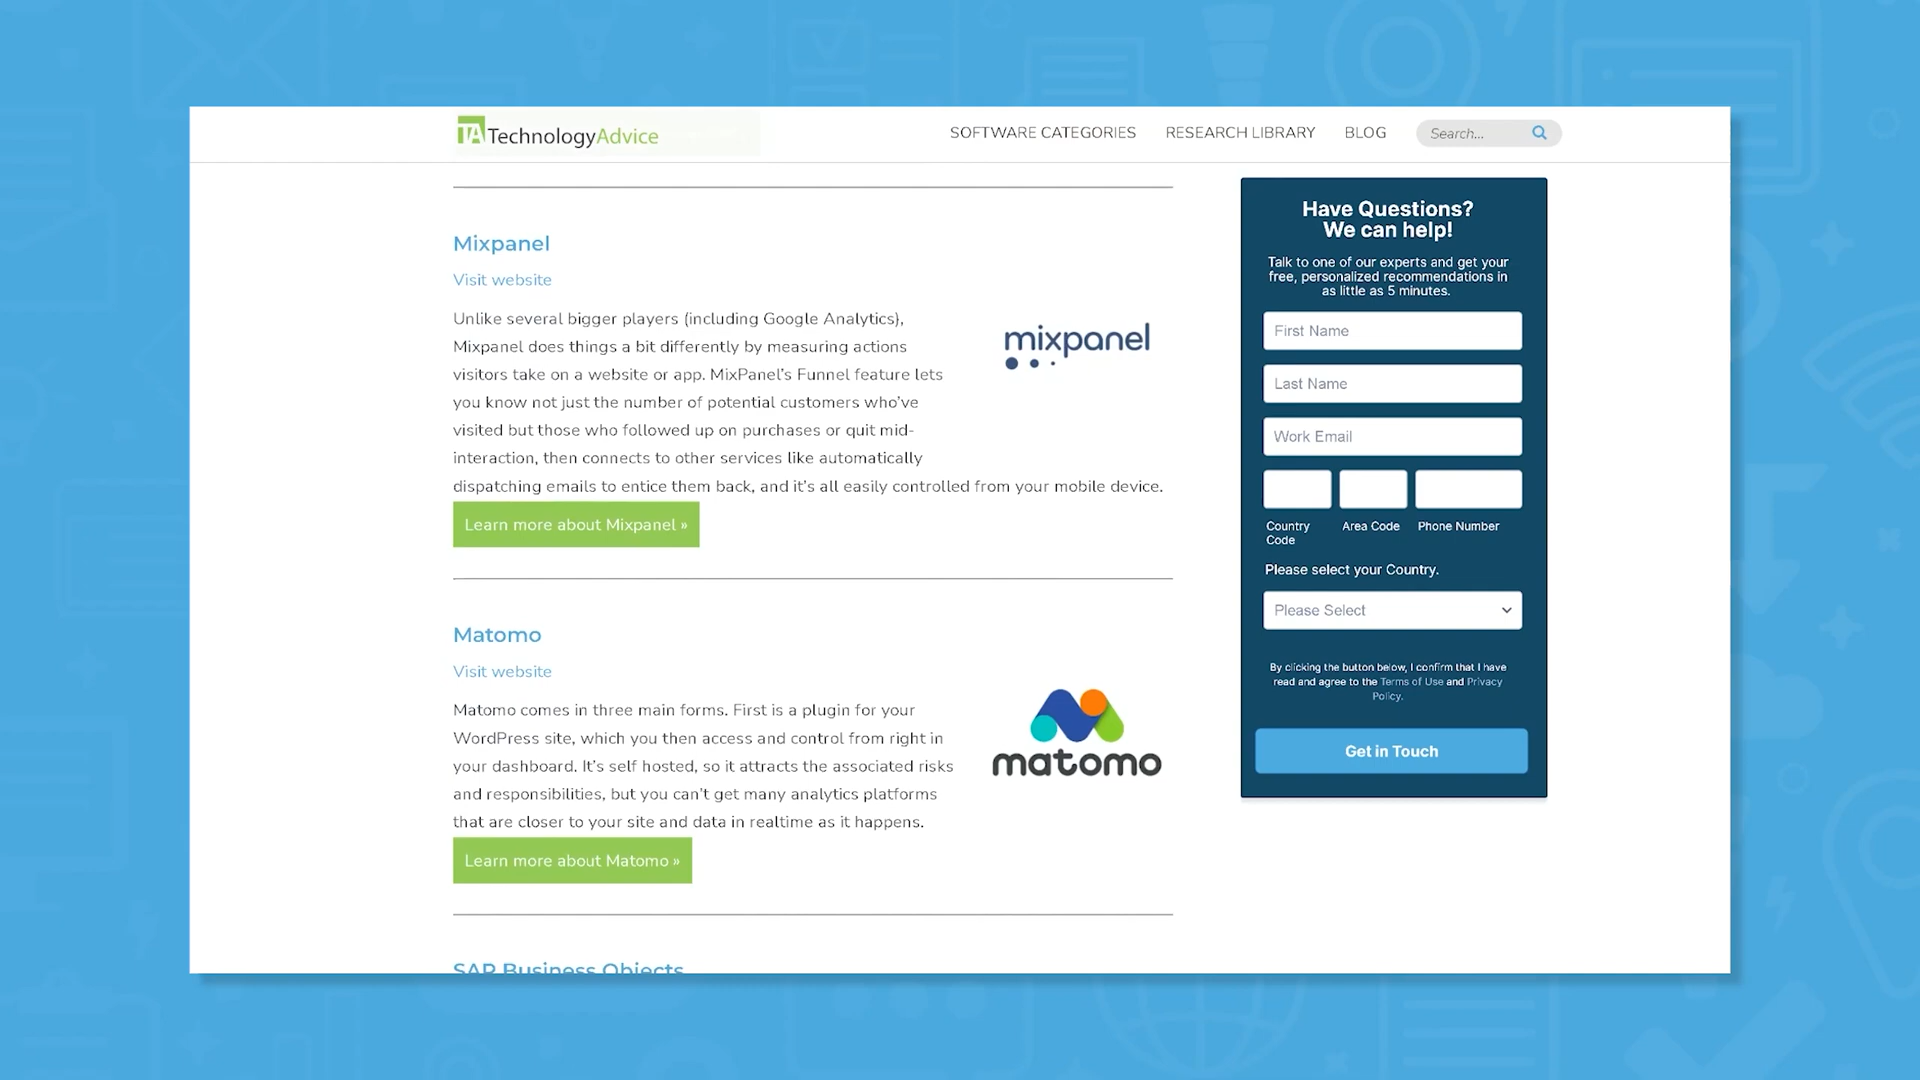 TA TechnologyAdvice
SOFTWARE CATEGORIES
RESEARCH LIBRARY
BLOG
Search...
Mixpanel
Visit website
Unlike several bigger players (including Google Analytics),
Mixpanel does things a bit differently by measuring actions
visitors take on a website or app. MixPanel's Funnel feature lets
you know not just the number of potential customers who've
visited but those who followed up on purchases or quit mid-
interaction, then connects to other services like automatically
dispatching emails to entice them back, and it's all easily controlled from your mobile device.
mixpanel
Learn more about Mixpanel »
Matomo
Visit website
Matomo comes in three main forms. First is a plugin for your
WordPress site, which you then access and control from right in
your dashboard. It's self hosted, so it attracts the associated risks
and responsibilities, but you can't get many analytics platforms
that are closer to your site and data in realtime as it happens.
matomo
Learn more about Matomo »
SAP Business Objects
Have Questions?
We can help!
Talk to one of our experts and get your
free, personalized recommendations in
as little as 5 minutes.
First Name
Last Name
Work Email
Country
Code
Area Code
Phone Number
Please select your Country.
Please Select
By clicking the button below, I confirm that I have
read and agree to the Terms of Use and Privacy
Policy.
Get in Touch